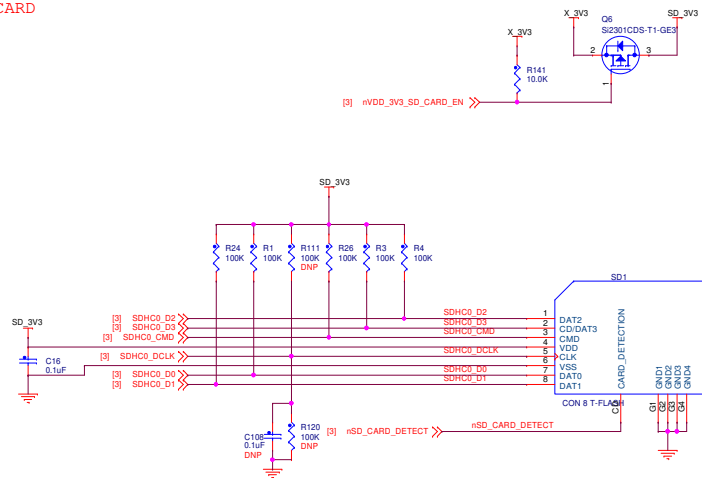 CARD
X_3V3
Q6
SD_3V3
Si2301CDS-T1-GE3
X_3V3
2
3
R141
10.0K
1
[3] nVDD_3V3_SD_CARD_EN
SD_3V3
R24
100K
R1
100K
R111
100K
DNP
R26
100K
R3
100K
R4
100K
SD1
SD_3V3
C16
0.1uF
[3] SDHC0_D2
[3] SDHC0_D3
[3] SDHC0_CMD
[3] SDHC0_DCLK
[3] SDHC0_D0
[3] SDHC0_D1
SDHC0_D2
SDHC0_D3
SDHC0_CMD
SDHC0_DCLK
SDHC0_D0
SDHC0_D1
1 DAT2
2 CD/DAT3
3 CMD
4 VDD
5 CLK
6 VSS
7 DAT0
8 DAT1
CARD_DETECTION
GND1
GND2
GND3
GND4
CON 8 T-FLASH
G1
G2
G3
G4
C108
0.1uF
DNP
R120
100K
DNP
[3] nSD_CARD_DETECT
nSD_CARD_DETECT